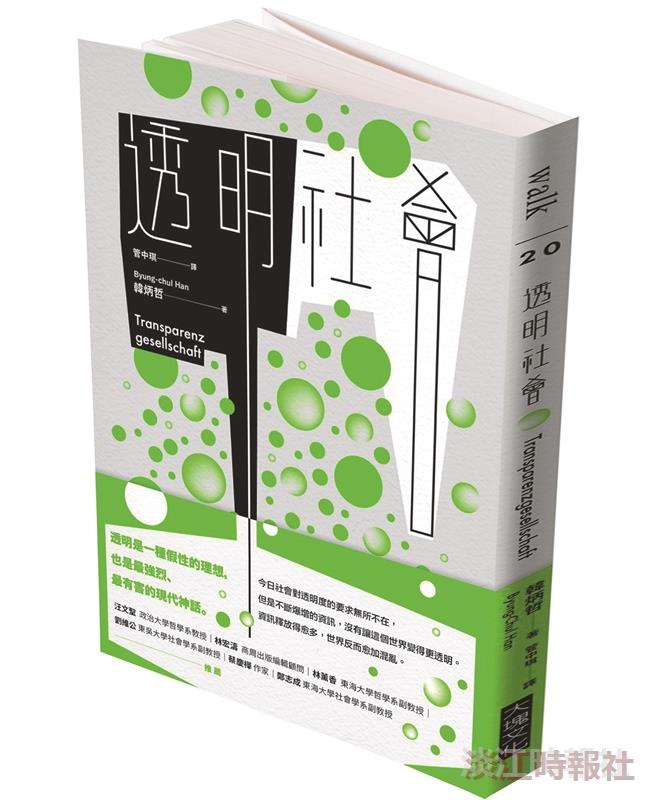 透明社會
管中琪──譯
Byung-chul Han
韓炳哲──著
Transparenz
gesellschaft
透明是一種假性的理想,
也是最強烈、
最有害的現代神話。
今日社會對透明度的要求無所不在,
但是不斷爆增的資訊,沒有讓這個世界變得更透明。
資訊釋放得愈多,世界反而愈加混亂。
汪文聖 政治大學哲學系教授|林宏濤 商周出版編輯顧問|林薰香 東海大學哲學系副教授|
劉維公 東吳大學社會學系副教授|蔡慶樺 作家|鄭志成 東海大學社會學系副教授
推薦
walk
20
透明社會
Transparenzgesellschaft
韓炳哲──著
Byung-Chul Han
管中琪──譯
大塊文化
淡江時報社